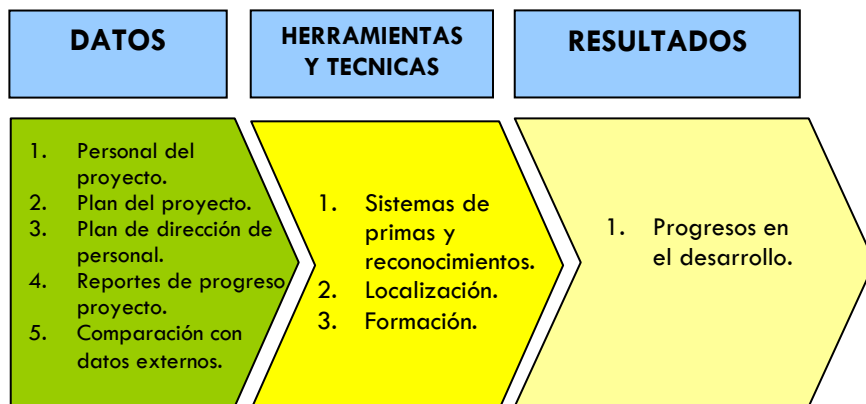 DATOS
HERRAMIENTAS
Y TECNICAS
RESULTADOS
1. Personal del
proyecto.
2. Plan del proyecto.
3. Plan de dirección de
personal.
4. Reportes de progreso
proyecto.
5. Comparación con
datos externos.
1. Sistemas de
primas y
reconocimientos.
2. Localización.
3. Formación.
1. Progresos en
el desarrollo.